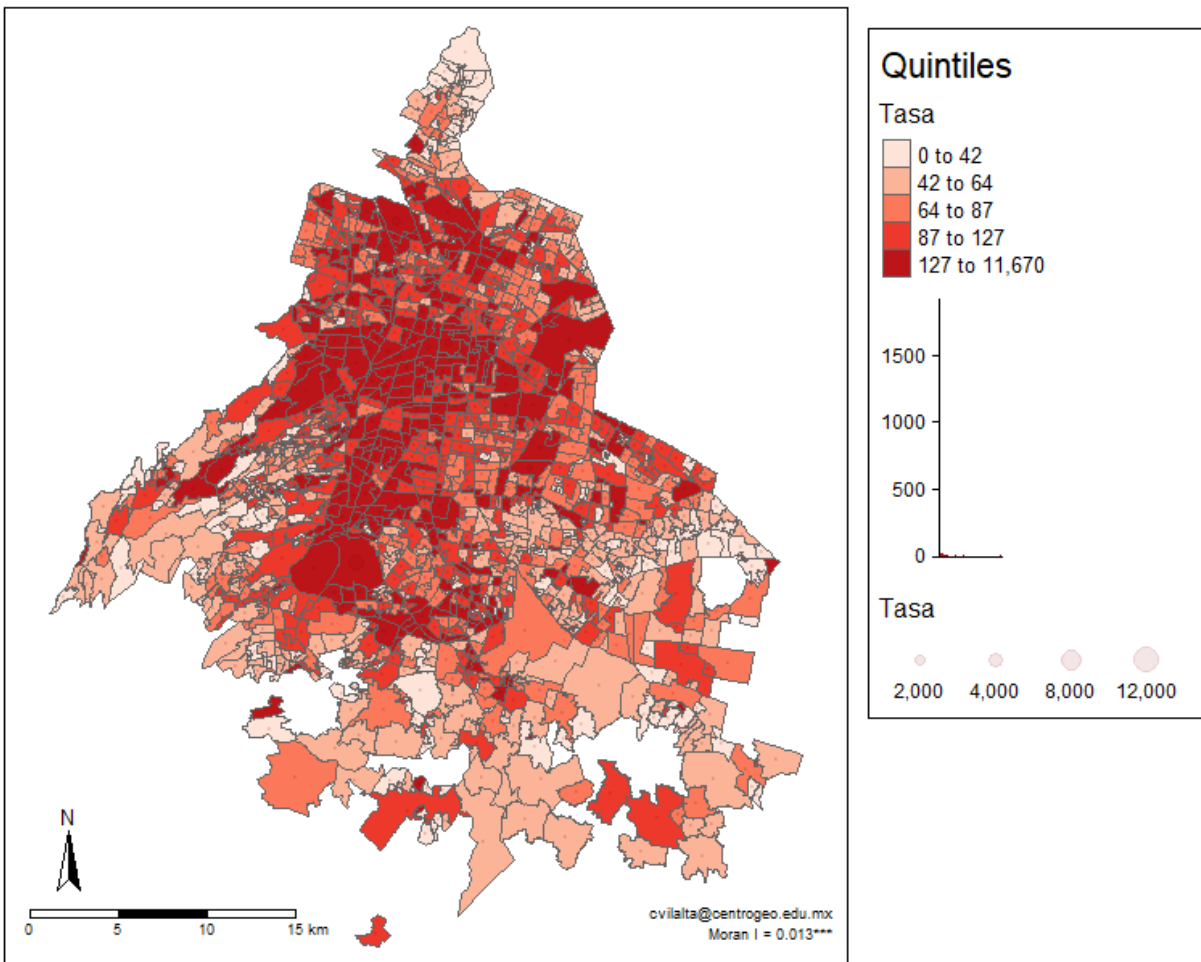 Quintiles
Tasa
0 to 42
42 to 64
64 to 87
87 to 127
127 to 11,670
1500
1000
500
0
Tasa
2,000 4,000 8,000 12,000
N
0 5 10 15 km
cvilalta@centrogeo.edu.mx
Moran I = 0.013***